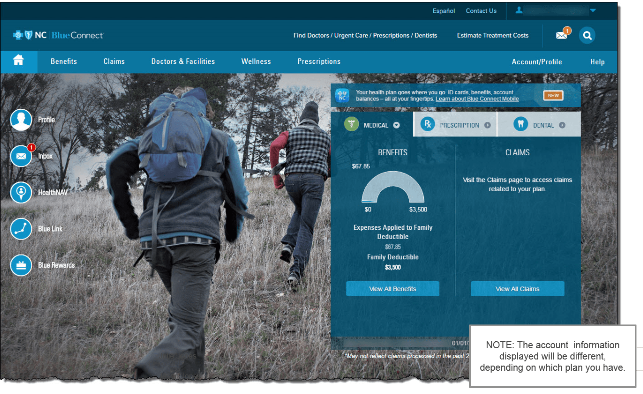 Español Contact Us
NC BlueConnect
Find Doctors / Urgent Care / Prescriptions / Dentists Estimate Treatment Costs 1
Benefits Claims Doctors & Facilities Wellness Prescriptions Account/Profile Help
Your health plan goes where you go. ID cards, benefits, account
balances – all at your fingertips. Learn about Blue Connect Mobile
NEW
Profile
1
Inbox
HealthNAV
Blue Link
Blue Rewards
MEDICAL PRESCRIPTION DENTAL
BENEFITS
$67.85
$0 $3,500
Expenses Applied to Family
Deductible
$67.85
Family Deductible
$3,500
View All Benefits
CLAIMS
Visit the Claims page to access claims
related to your plan
View All Claims
*May not reflect claims processed in the past
NOTE: The account information
displayed will be different,
depending on which plan you have.